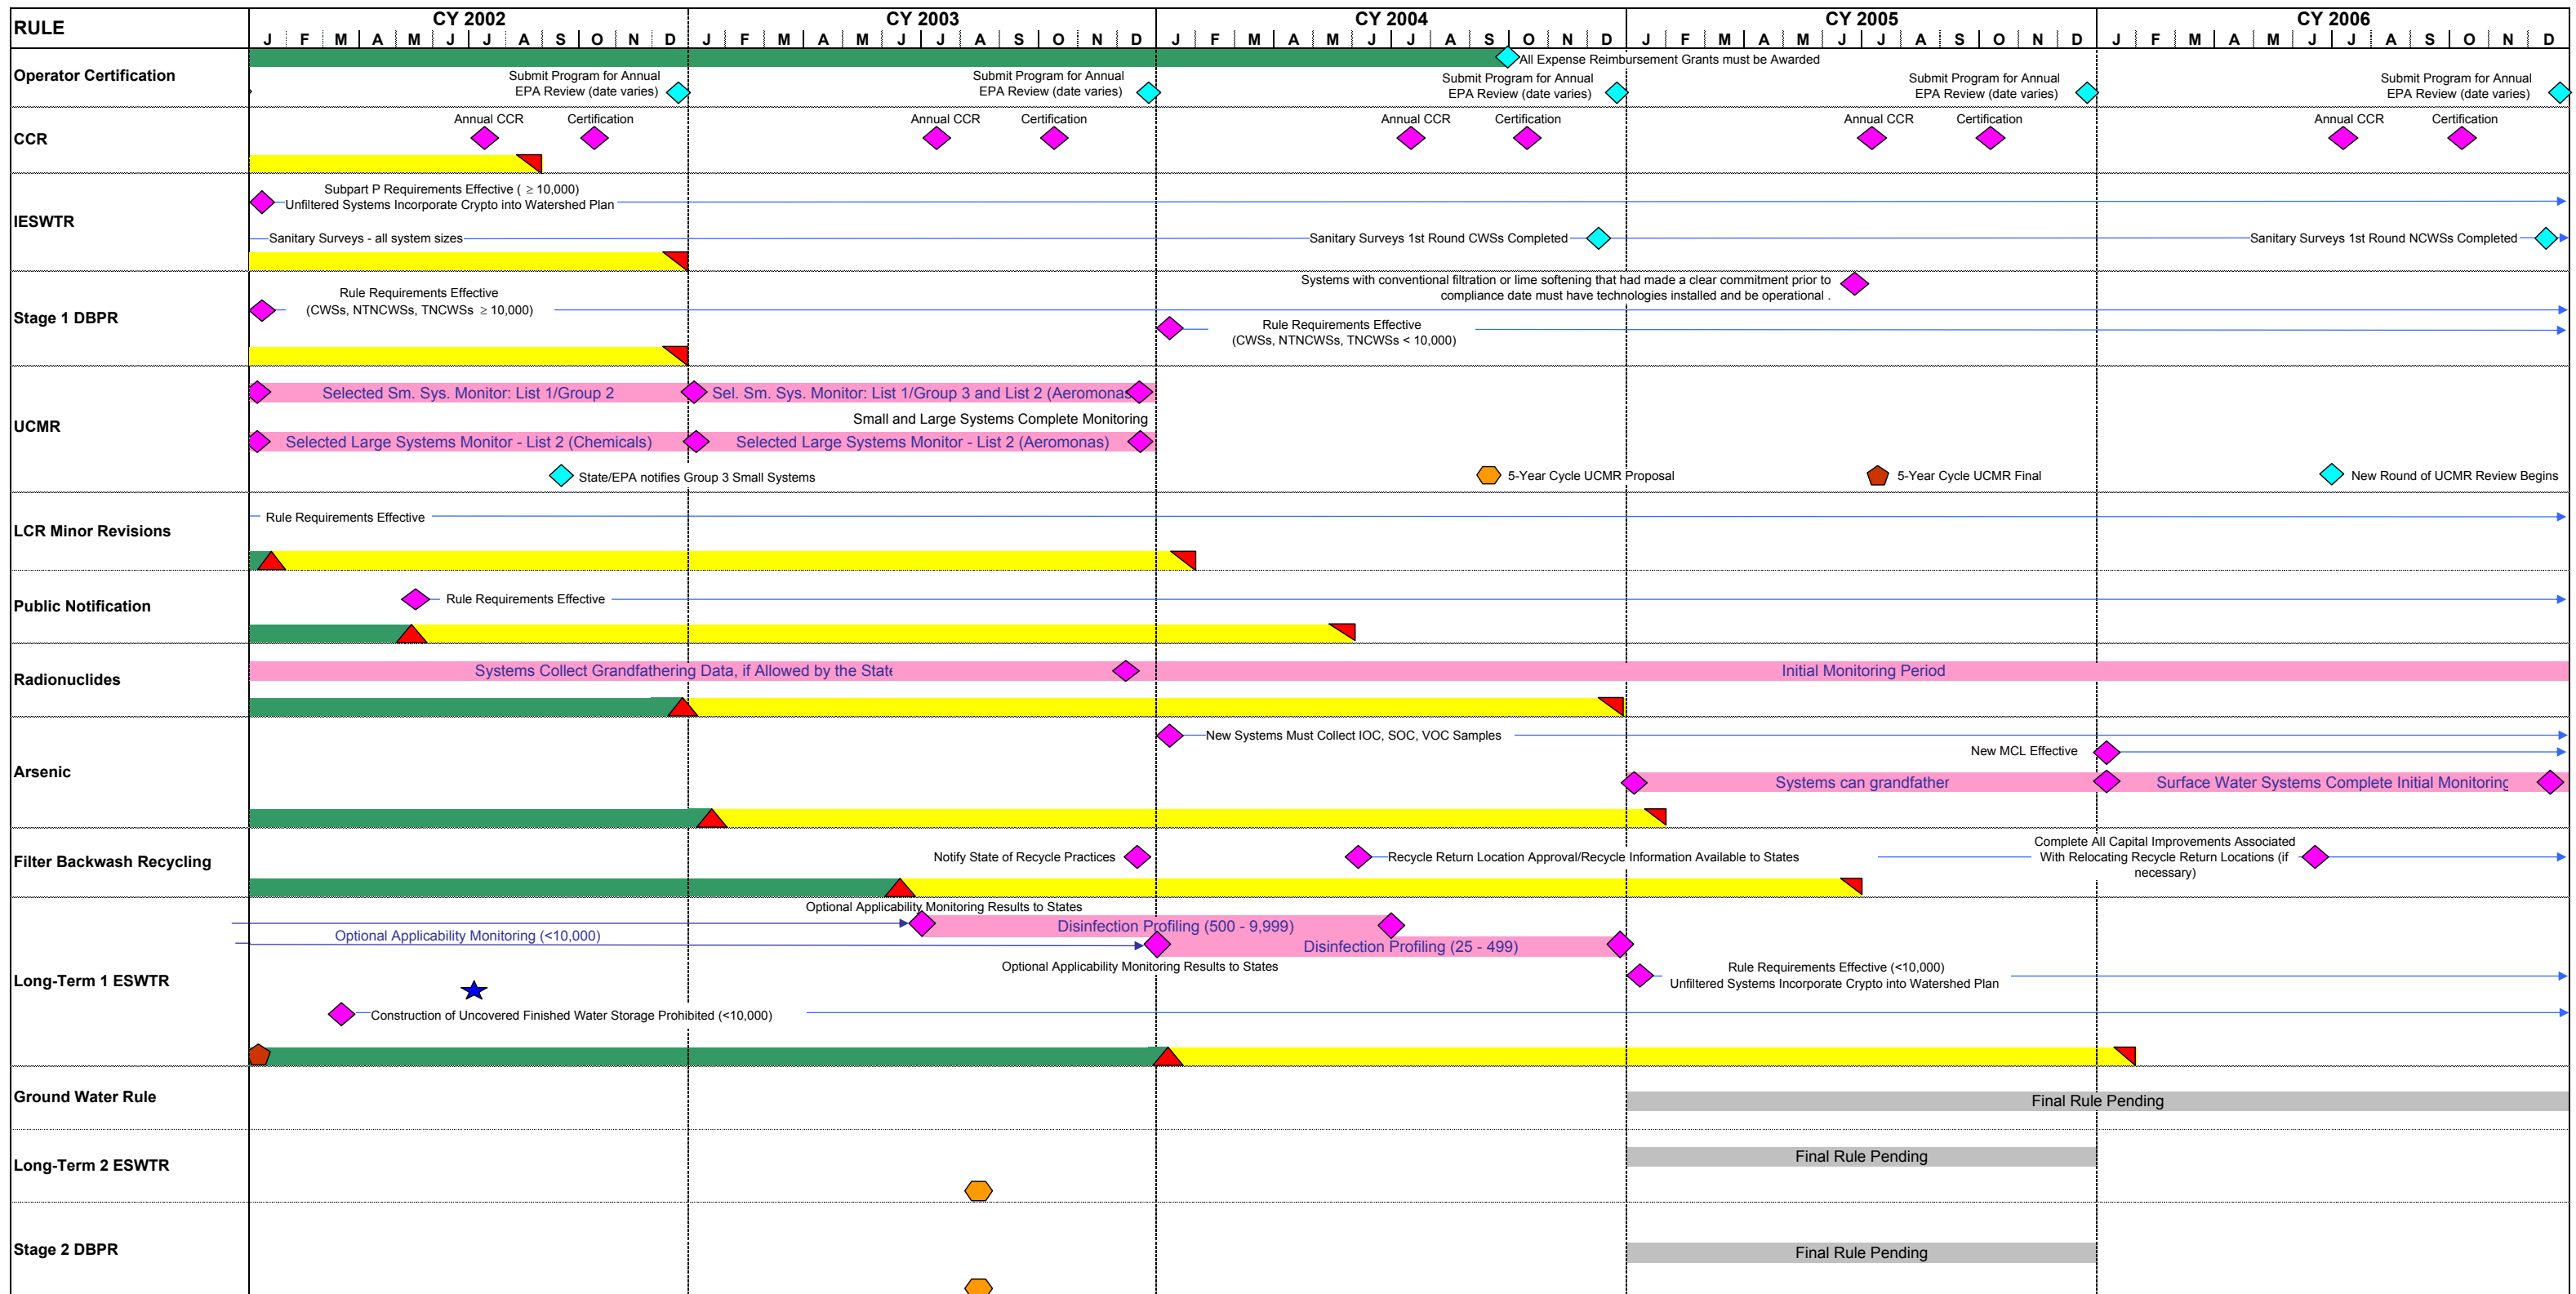 RULE
CY 2002
CY 2003
CY 2004
CY 2005
CY 2006
J F M A M J J A S O N D
J F M A M J J A S O N D
J F M A M J J A S O N D
J F M A M J J A S O N D
J F M A M J J A S O N D
Operator Certification
All Expense Reimbursement Grants must be Awarded
Submit Program for Annual
EPA Review (date varies)
Submit Program for Annual
EPA Review (date varies)
Submit Program for Annual
EPA Review (date varies)
Submit Program for Annual
EPA Review (date varies)
Submit Program for Annual
EPA Review (date varies)
CCR
Annual CCR
Certification
Annual CCR
Certification
Annual CCR
Certification
Annual CCR
Certification
Annual CCR
Certification
IESWTR
Subpart P Requirements Effective ( ≥ 10,000)
Unfiltered Systems Incorporate Crypto into Watershed Plan
Sanitary Surveys - all system sizes
Sanitary Surveys 1st Round CWSs Completed
Sanitary Surveys 1st Round NCWSs Completed
Stage 1 DBPR
Rule Requirements Effective
(CWSs, NTNCWSs, TNCWSs ≥ 10,000)
Systems with conventional filtration or lime softening that had made a clear commitment prior to
compliance date must have technologies installed and be operational .
Rule Requirements Effective
(CWSs, NTNCWSs, TNCWSs < 10,000)
UCMR
Selected Sm. Sys. Monitor: List 1/Group 2
Sel. Sm. Sys. Monitor: List 1/Group 3 and List 2 (Aeromonas
Small and Large Systems Complete Monitoring
Selected Large Systems Monitor - List 2 (Chemicals)
Selected Large Systems Monitor - List 2 (Aeromonas)
State/EPA notifies Group 3 Small Systems
5-Year Cycle UCMR Proposal
5-Year Cycle UCMR Final
New Round of UCMR Review Begins
LCR Minor Revisions
Rule Requirements Effective
Public Notification
Rule Requirements Effective
Radionuclides
Systems Collect Grandfathering Data, if Allowed by the State
Initial Monitoring Period
Arsenic
New Systems Must Collect IOC, SOC, VOC Samples
New MCL Effective
Systems can grandfather
Surface Water Systems Complete Initial Monitoring
Filter Backwash Recycling
Notify State of Recycle Practices
Recycle Return Location Approval/Recycle Information Available to States
Complete All Capital Improvements Associated
With Relocating Recycle Return Locations (if
necessary)
Long-Term 1 ESWTR
Optional Applicability Monitoring Results to States
Disinfection Profiling (500 - 9,999)
Optional Applicability Monitoring (<10,000)
Disinfection Profiling (25 - 499)
Optional Applicability Monitoring Results to States
Rule Requirements Effective (<10,000)
Unfiltered Systems Incorporate Crypto into Watershed Plan
Construction of Uncovered Finished Water Storage Prohibited (<10,000)
Ground Water Rule
Final Rule Pending
Long-Term 2 ESWTR
Final Rule Pending
Stage 2 DBPR
Final Rule Pending